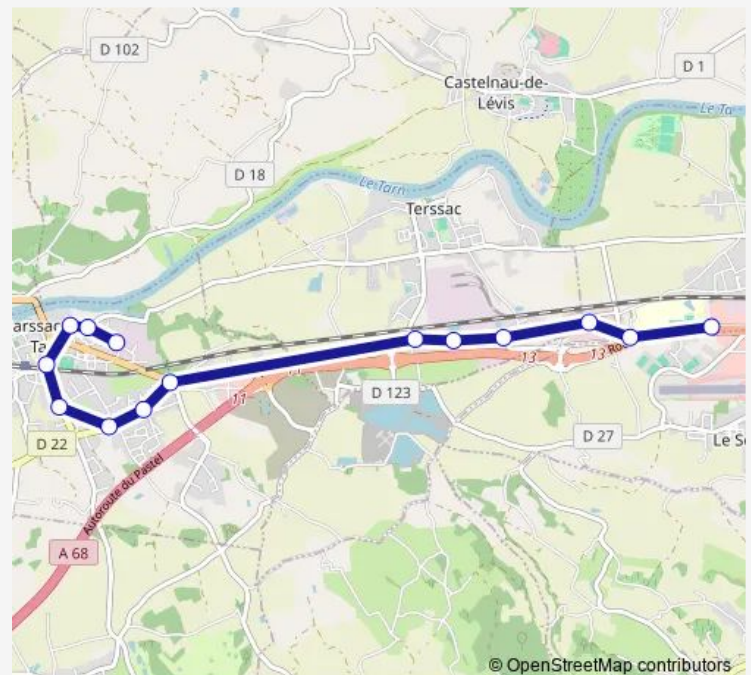 D 102
D 1
Castelnau-de-
Lévis
Le Ta
D 18
Le Tarn
Terssac
arssac
Ta
11
13
13
Ro
11
D 123
D 22
D 27
Le S
Autoroute du Pastel
A 68
© OpenStreetMap contributors